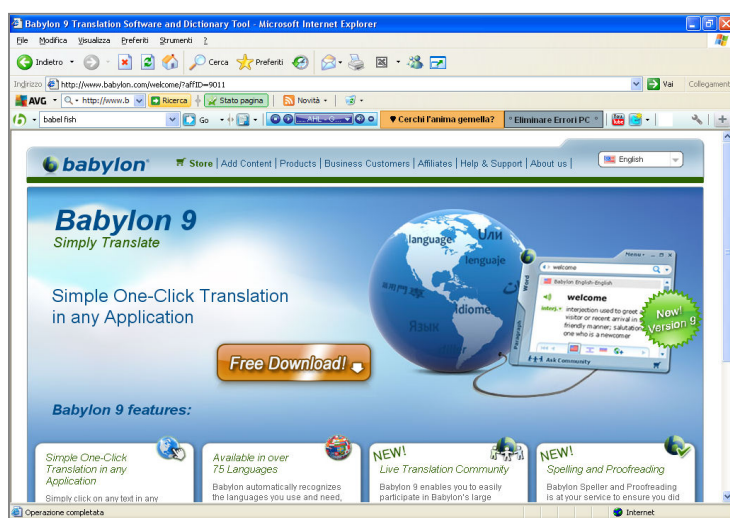 Babylon 9 Translation Software and Dictionary Tool - Microsoft Internet Explorer
File Modifica Visualizza Preferiti Strumenti ?
Indietro Cerca Preferiti
Indirizzo http://www.babylon.com/welcome/?affID=9011 Vai Collegament
AVG http://www.b Ricerca Stato pagina Novità
babel fish Go Cerchi l'anima gemella? * Eliminare Errori PC *
babylon Store | Add Content | Products | Business Customers | Affiliates | Help & Support | About us | English
Babylon 9
Simply Translate
Simple One-Click Translation
in any Application
Free Download!
language
Uли
lenguaje
Idiome
Язык
Menu
welcome
Babylon English-English
Word
welcome
interj. interjection used to greet a
visitor or recent arrival in
friendly manner; salutation
one who is a newcomer
Paragraph
Ask Community
New!
Version 9
Babylon 9 features:
Simple One-Click
Translation in any
Application
Simply click on any text in any
Available in over
75 Languages
Babylon automatically recognizes
the languages you use and need,
NEW!
Live Translation Community
Babylon 9 enables you to easily
participate in Babylon's large
NEW!
Spelling and Proofreading
Babylon Speller and Proofreading
is at your service to ensure you did
Operazione completata Internet